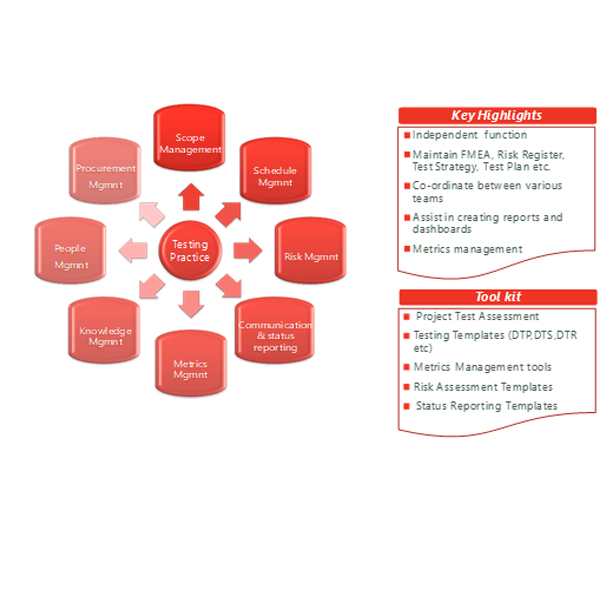 Scope
Management
Schedule
Mgmnt
Risk Mgmnt
Communication
& status
reporting
Metrics
Mgmnt
Knowledge
Mgmnt
People
Mgmnt
Procurement
Mgmnt
Testing
Practice
Key Highlights
Independent function
Maintain FMEA, Risk Register,
Test Strategy, Test Plan etc.
Co-ordinate between various
teams
Assist in creating reports and
dashboards
Metrics management
Tool kit
Project Test Assessment
Testing Templates (DTP,DTS,DTR
etc)
Metrics Management tools
Risk Assessment Templates
Status Reporting Templates